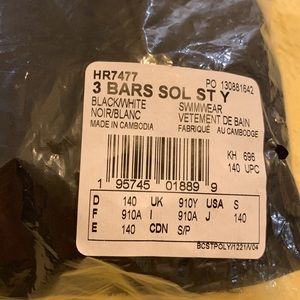 HR7477
PO 130881642
3 BARS SOL ST Y
BLACK/WHITE SWIMWEAR
NOIR/BLANC VETEMENT DE BAIN
MADE IN CAMBODIA FABRIQUÉ AU CAMBODGE
KH 696
140 UPC
1 95745 01889 9
D 140 UK 910Y USA S
F 910A I 910A J 140
E 140 CDN S/P
BCSTPOLY/1221/V04